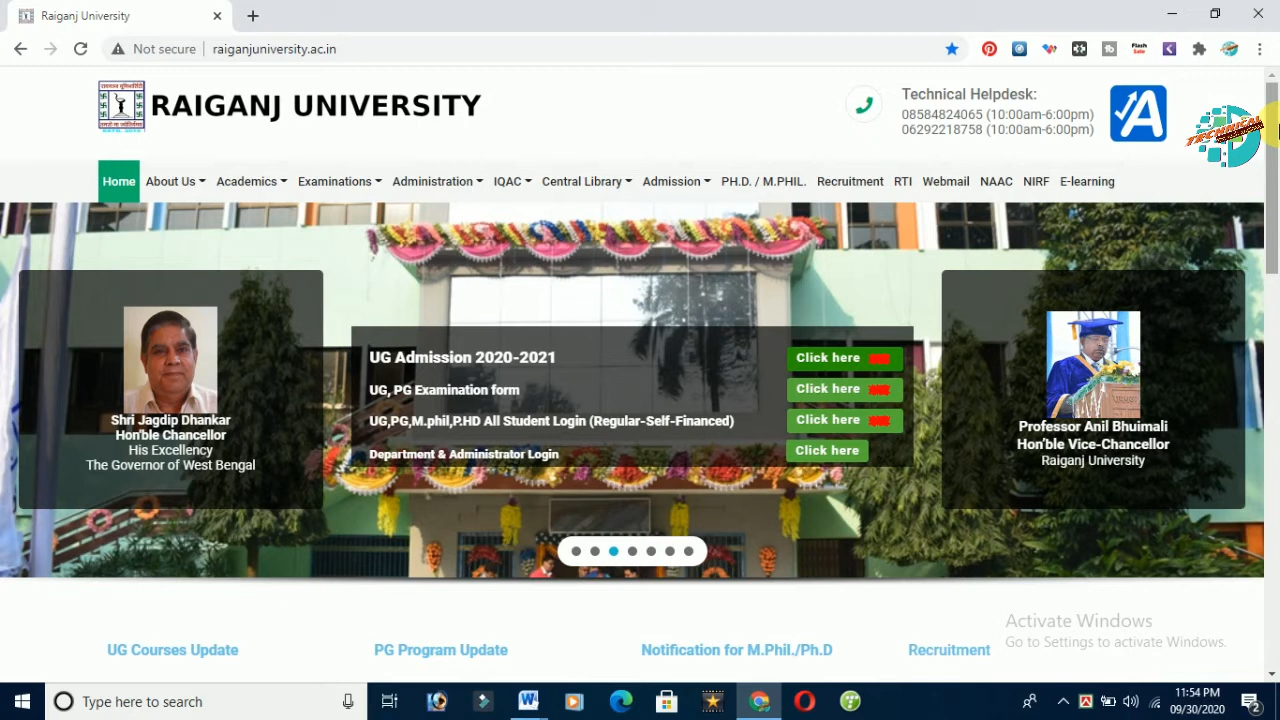 Raiganj University
Not secure
raiganjuniversity.ac.in
RAIGANJ UNIVERSITY
Technical Helpdesk:
08584824065 (10:00am-6:00pm)
06292218758 (10:00am-6:00pm)
TECHNICAL
Home About Us Academics Examinations Administration IQAC Central Library Admission PH.D. / M.PHIL. Recruitment RTI Webmail NAAC NIRF E-learning
Shri Jagdip Dhankar
Hon'ble Chancellor
His Excellency
The Governor of West Bengal
UG Admission 2020-2021 Click here
UG, PG Examination form Click here
UG,PG,M.phil,P.HD All Student Login (Regular-Self-Financed) Click here
Department & Administrator Login Click here
Professor Anil Bhuimali
Hon'ble Vice-Chancellor
Raiganj University
UG Courses Update
PG Program Update
Notification for M.Phil./Ph.D
Recruitment
Activate Windows
Go to Settings to activate Windows.
Type here to search
11:54 PM
09/30/2020
2